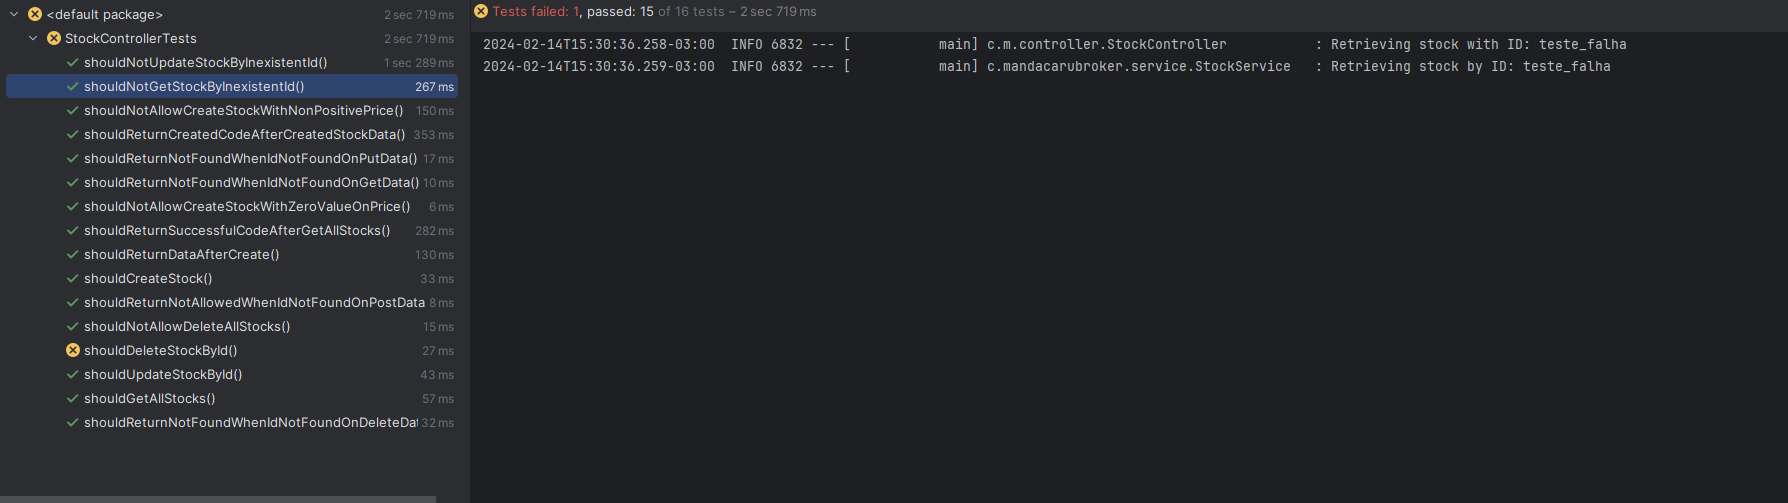 <default package> 2 sec 719 ms
StockControllerTests 2 sec 719 ms
shouldNotUpdateStockByInexistentId() 1 sec 289 ms
shouldNotGetStockByInexistentId() 267 ms
shouldNotAllowCreateStockWithNonPositivePrice() 150 ms
shouldReturnCreatedCodeAfterCreatedStockData() 353 ms
shouldReturnNotFoundWhenIdNotFoundOnPutData() 17 ms
shouldReturnNotFoundWhenIdNotFoundOnGetData() 10 ms
shouldNotAllowCreateStockWithZeroValueOnPrice() 6 ms
shouldReturnSuccessfulCodeAfterGetAllStocks() 282 ms
shouldReturnDataAfterCreate() 130 ms
shouldCreateStock() 33 ms
shouldReturnNotAllowedWhenIdNotFoundOnPostData 8 ms
shouldNotAllowDeleteAllStocks() 15 ms
shouldDeleteStockById() 27 ms
shouldUpdateStockById() 43 ms
shouldGetAllStocks() 57 ms
shouldReturnNotFoundWhenIdNotFoundOnDeleteDat 32 ms
Tests failed: 1, passed: 15 of 16 tests – 2 sec 719 ms
2024-02-14T15:30:36.258-03:00  INFO 6832 --- [           main] c.m.controller.StockController           : Retrieving stock with ID: teste_falha
2024-02-14T15:30:36.259-03:00  INFO 6832 --- [           main] c.mandacarubroker.service.StockService   : Retrieving stock by ID: teste_falha